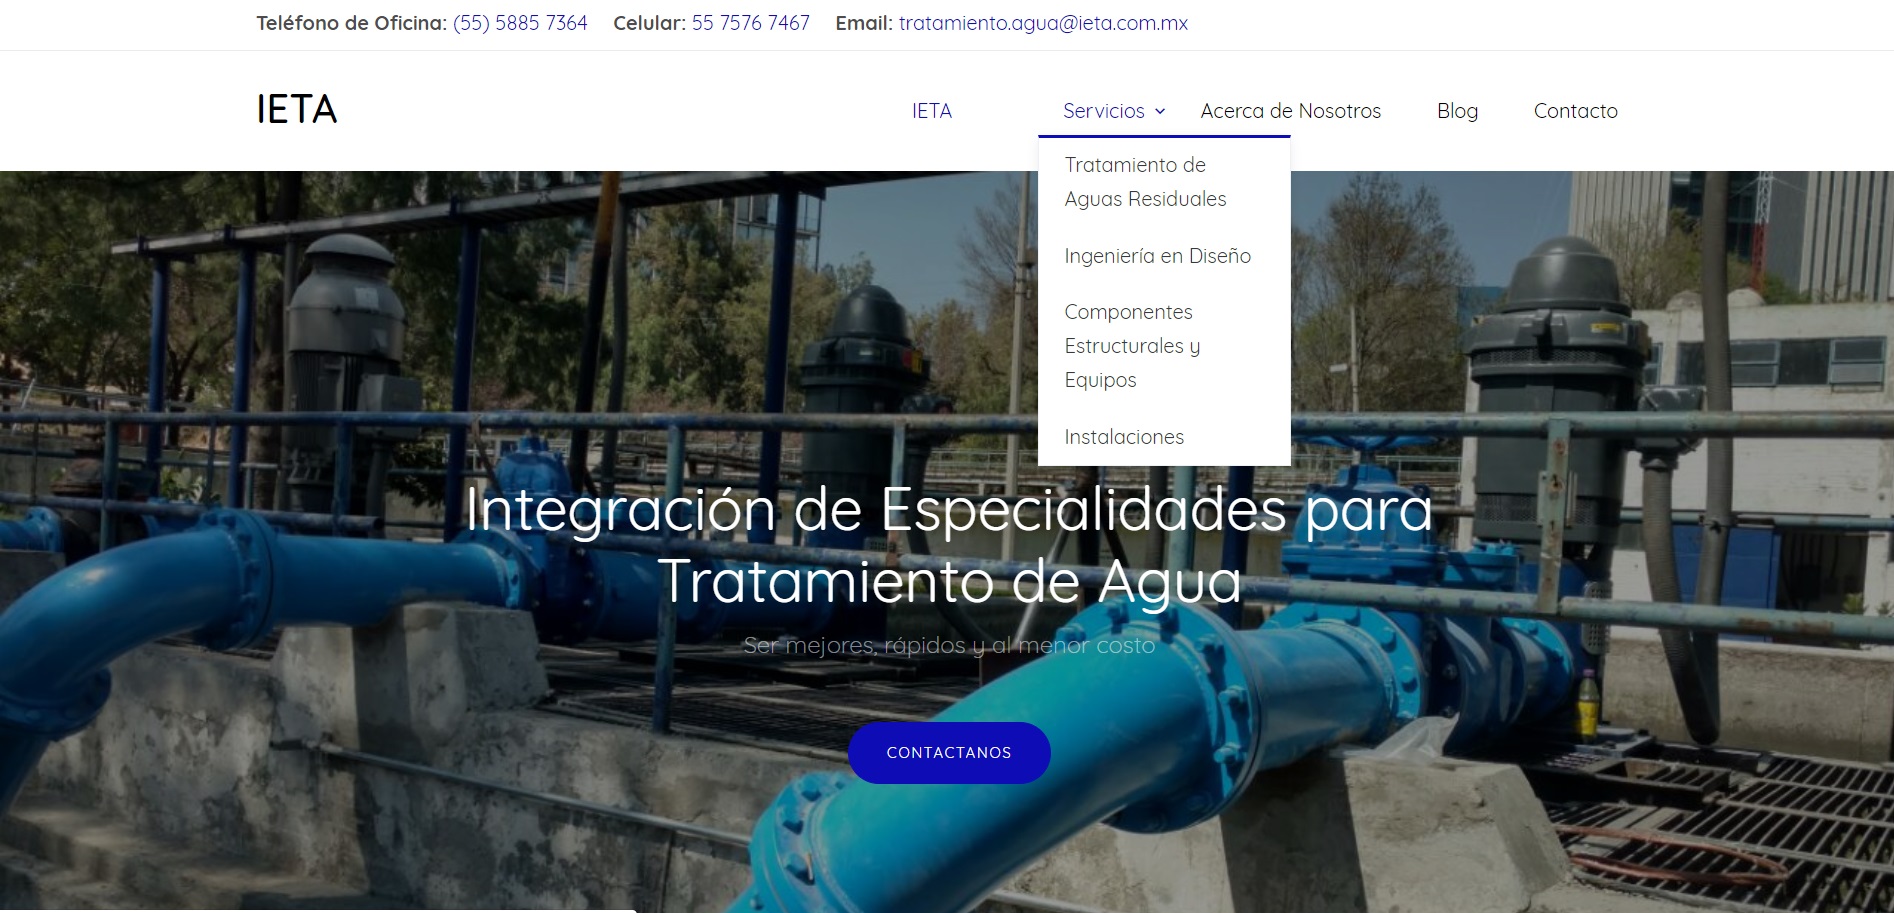 Teléfono de Oficina: (55) 5885 7364 Celular: 55 7576 7467 Email: tratamiento.agua@ieta.com.mx
IETA
IETA Servicios Acerca de Nosotros Blog Contacto
Tratamiento de
Aguas Residuales
Ingeniería en Diseño
Componentes
Estructurales y
Equipos
Instalaciones
Integración de Especialidades para
Tratamiento de Agua
Ser mejores, rápidos y al menor costo
CONTACTANOS